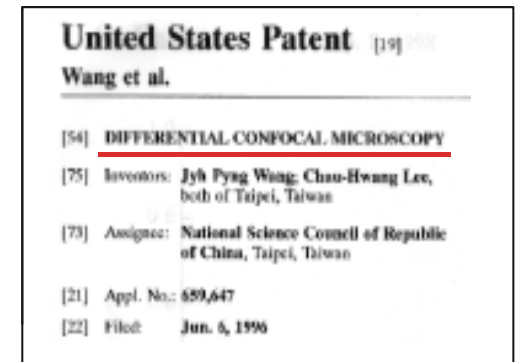 United States Patent [19]
Wang et al.
[54] DIFFERENTIAL CONFOCAL MICROSCOPY
[75] Inventors: Jyh Pyng Wang; Chau-Hwang Lee,
both of Taipei, Taiwan
[73] Assignee: National Science Council of Republic
of China, Taipei, Taiwan
[21] Appl. No.: 659,647
[22] Filed: Jun. 6, 1996